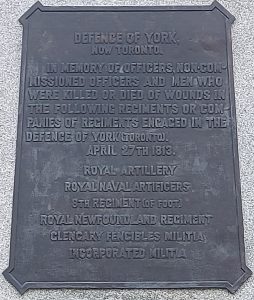 DEFENCE OF YORK,
NOW TORONTO.
IN MEMORY OF OFFICERS, NON-COM-
MISSIONED OFFICERS AND MEN WHO
WERE KILLED OR DIED OF WOUNDS IN
THE FOLLOWING REGIMENTS OR COM-
PANIES OF REGIMENTS ENGAGED IN THE
DEFENCE OF YORK (TORONTO)
APRIL 27TH 1813.
ROYAL ARTILLERY
ROYAL NAVAL ARTIFICERS
8TH REGIMENT (OF FOOT)
ROYAL NEWFOUNDLAND REGIMENT
GLENGARY FENCIBLES MILITIA
INCORPORATED MILITIA